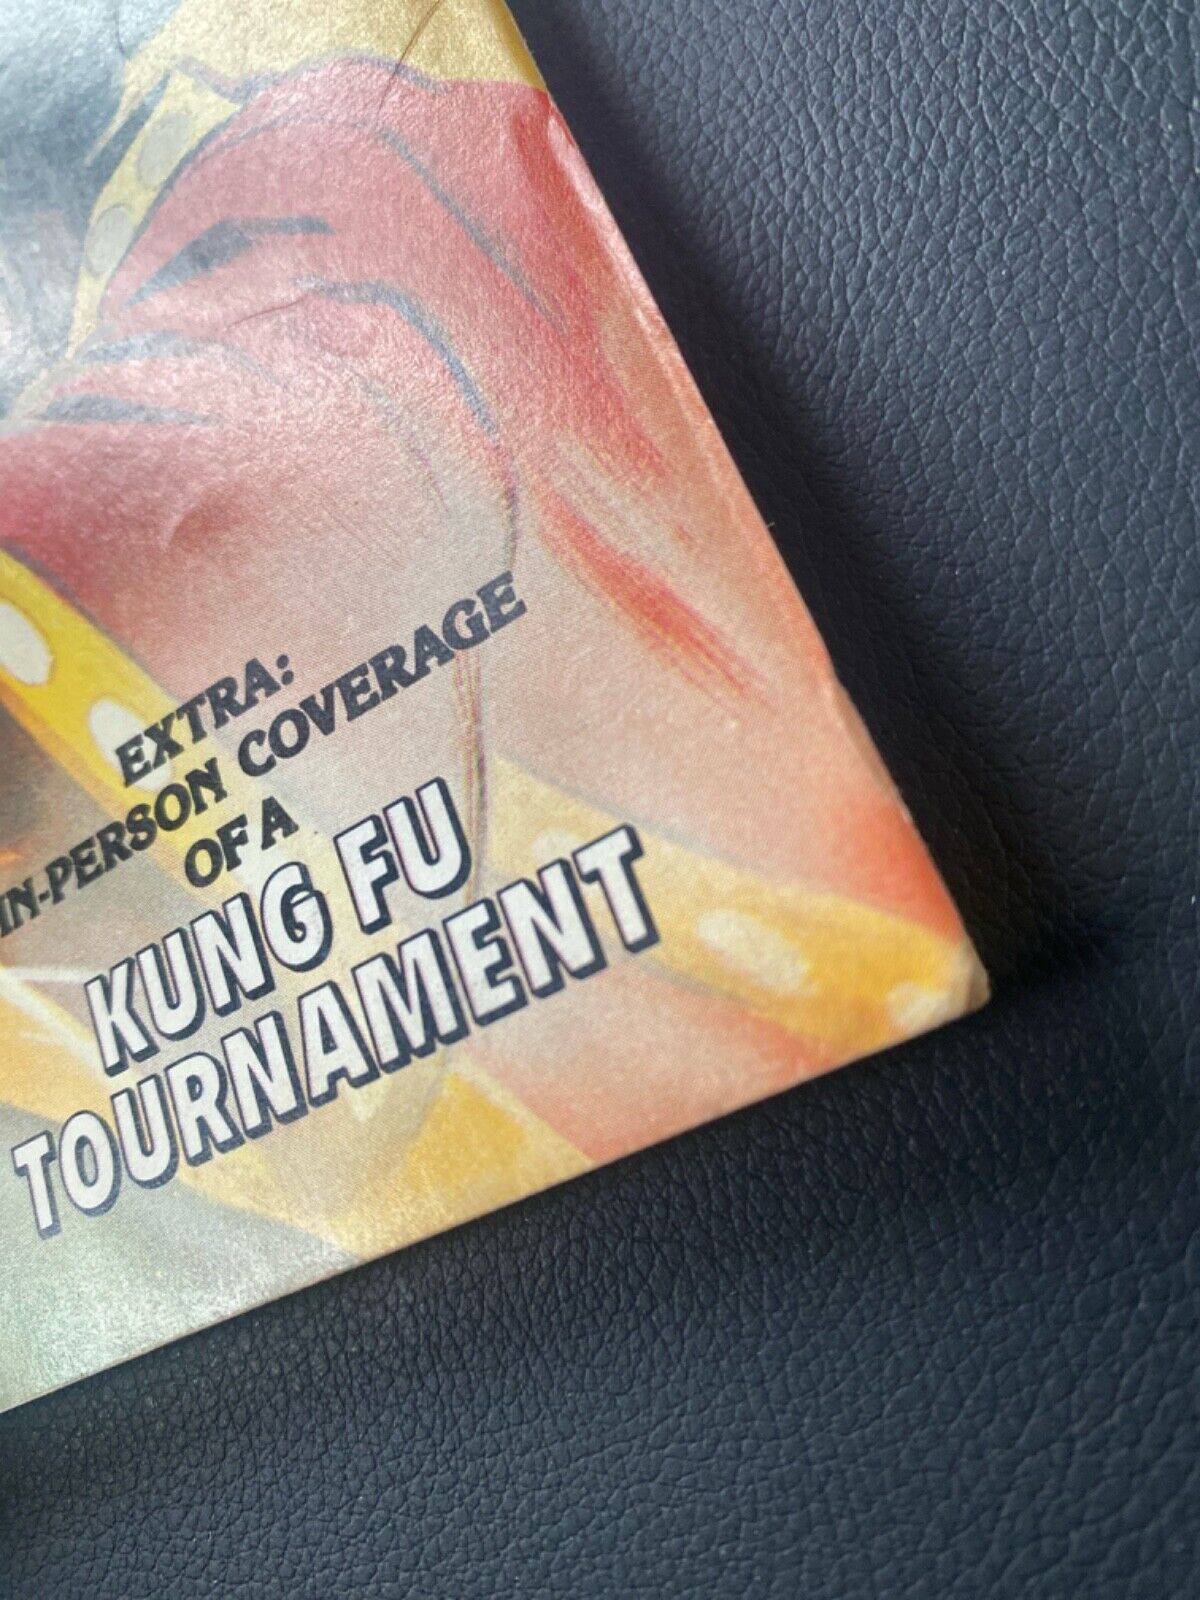 EXTRA:
IN-PERSON COVERAGE
OF A
KUNG FU
TOURNAMENT